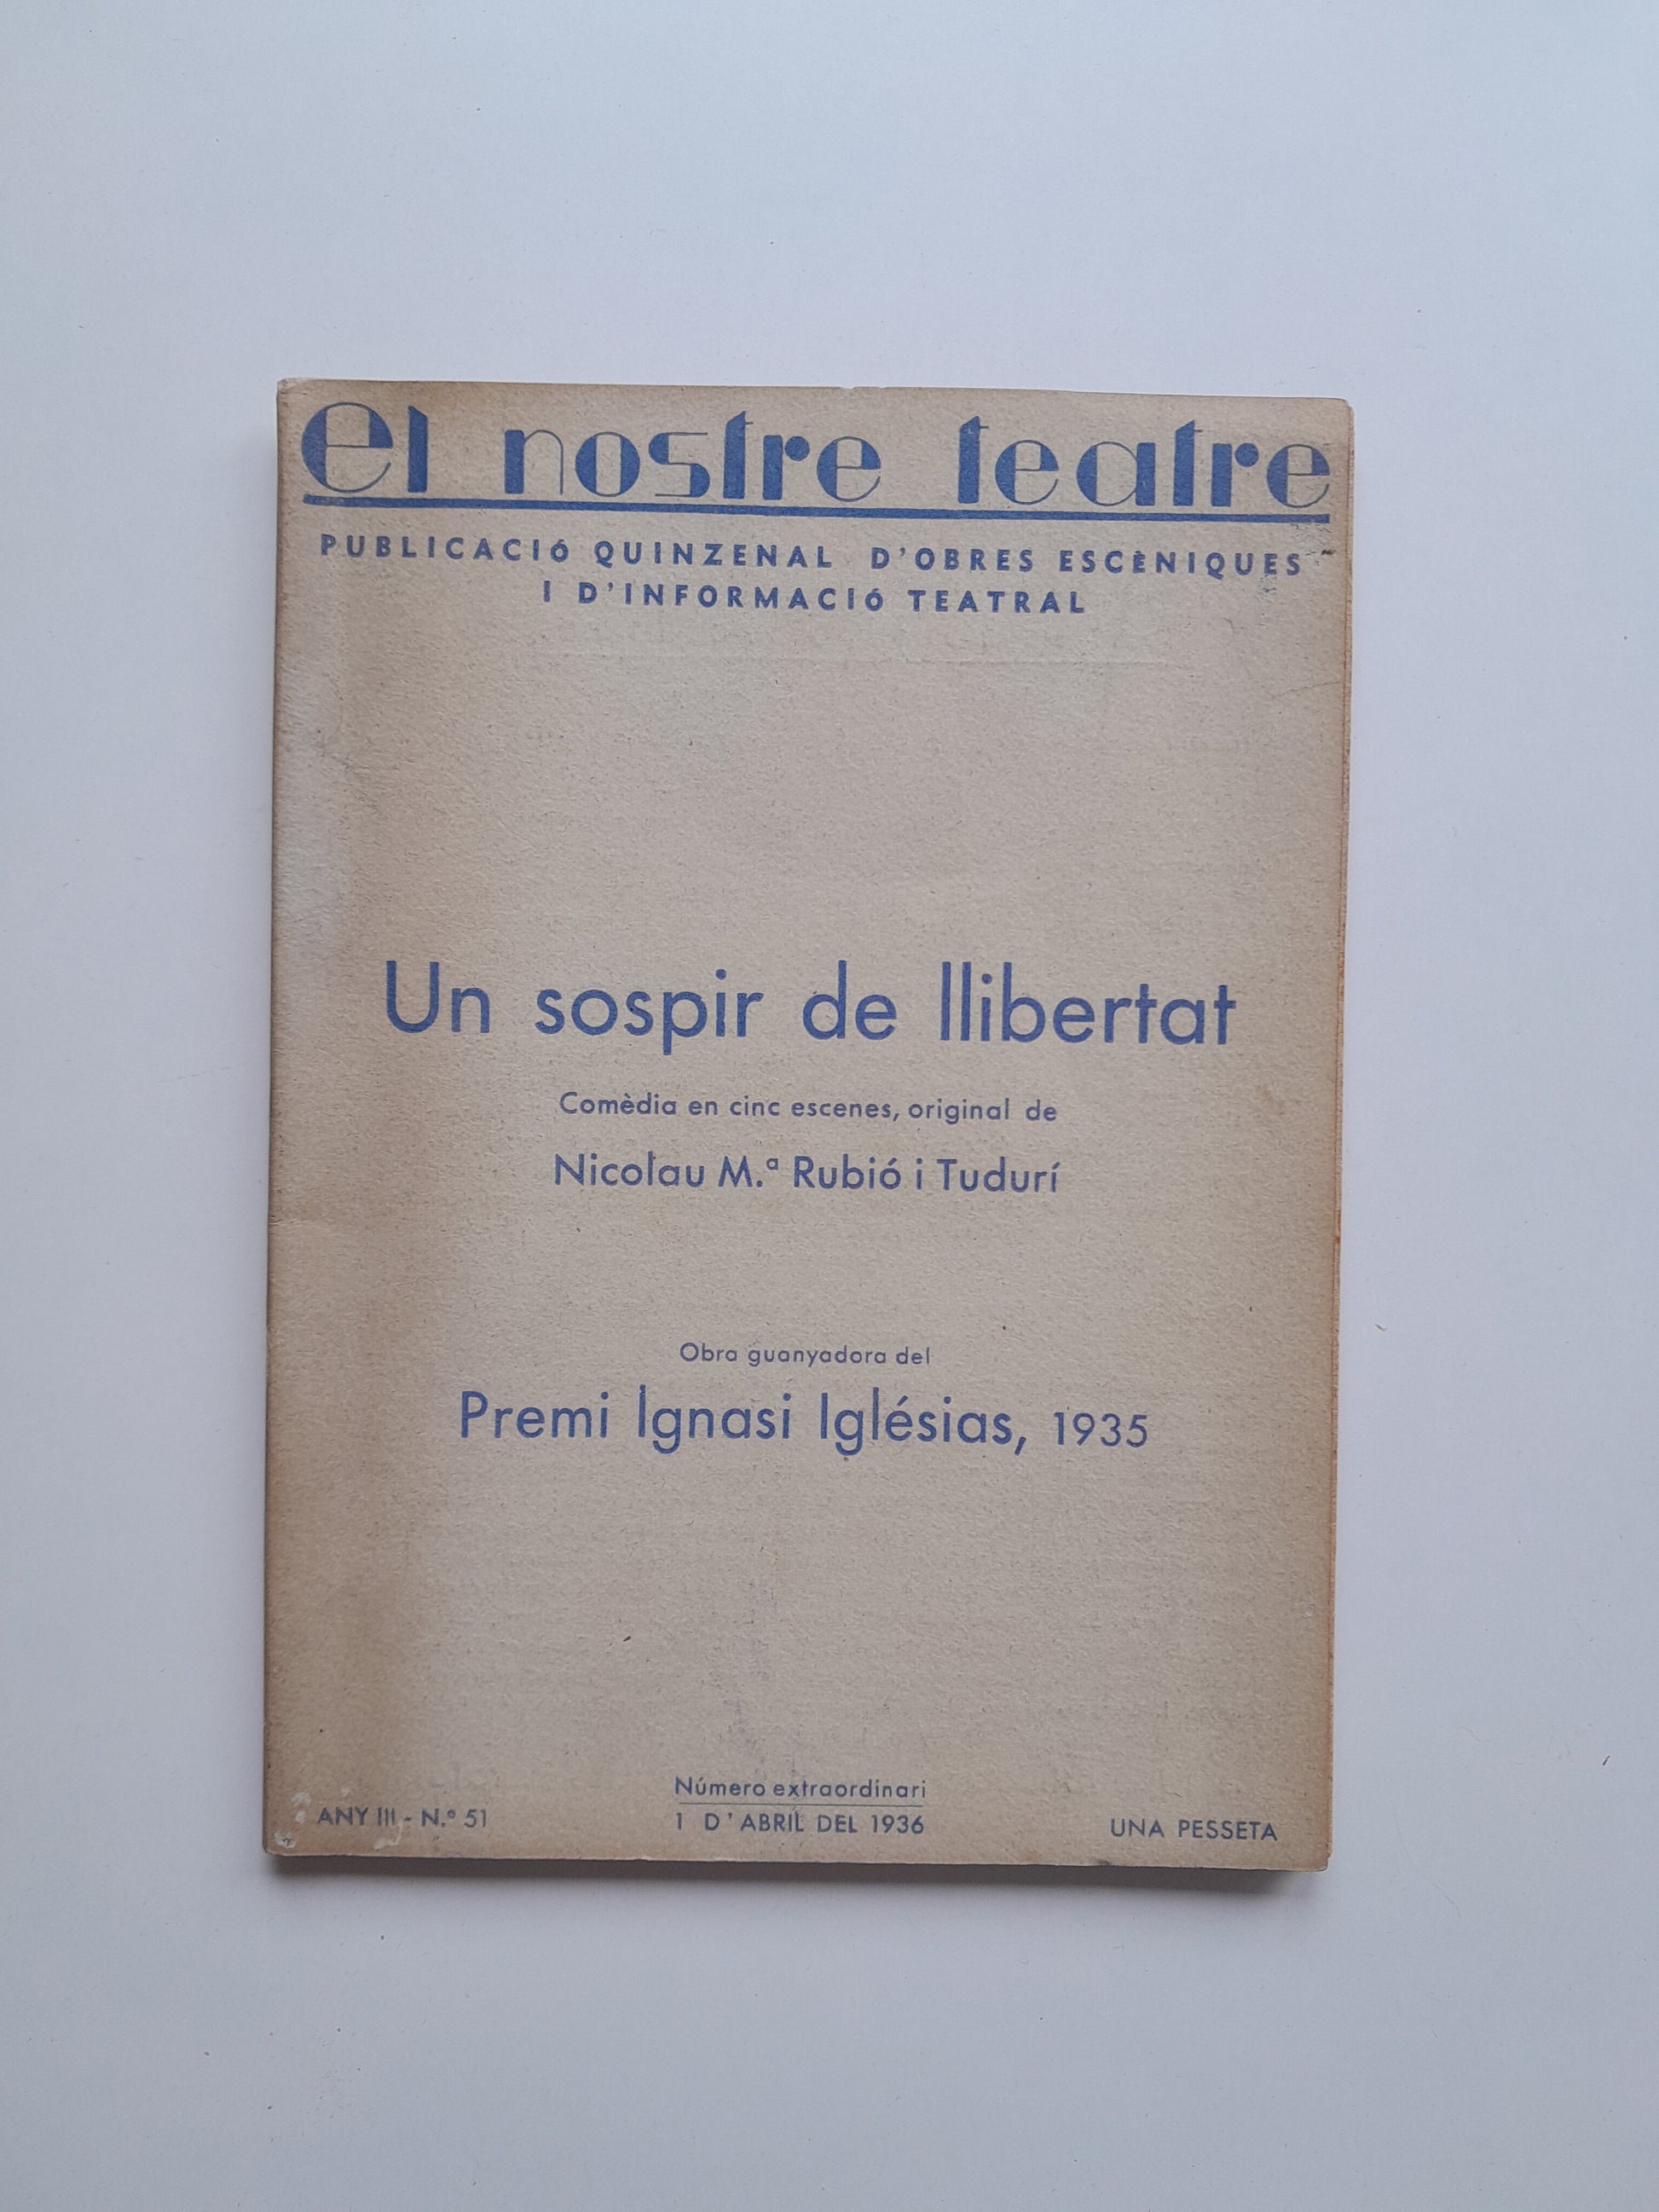 el nostre teatre
PUBLICACIÓ QUINZENAL D'OBRES ESCÈNIQUES
I D'INFORMACIÓ TEATRAL
Un sospir de llibertat
Comèdia en cinc escenes, original de
Nicolau M.ª Rubió i Tudurí
Obra guanyadora del
Premi Ignasi Iglésias, 1935
Número extraordinari
ANY III - N.º 51
1 D'ABRIL DEL 1936
UNA PESSETA